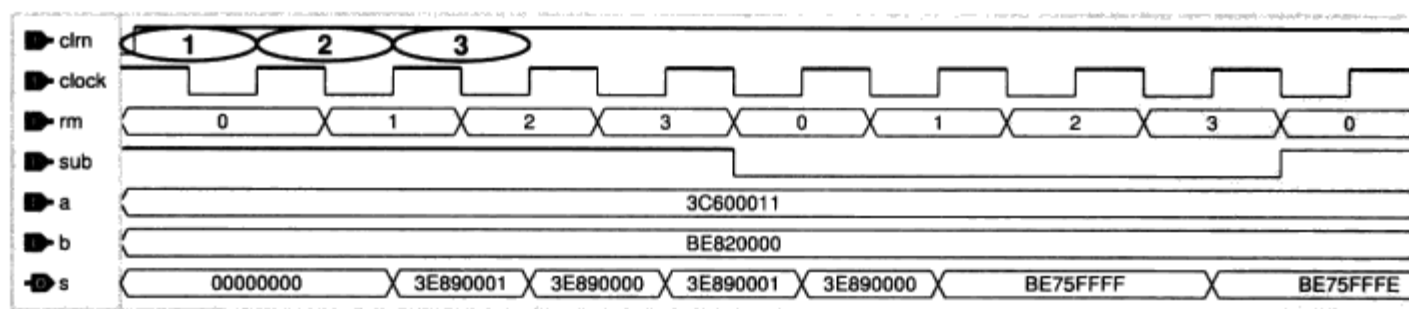 clrn 1 2 3
clock
rm 0 1 2 3 0 1 2 3 0
sub
a 3C600011
b BE820000
s 00000000 3E890001 3E890000 3E890001 3E890000 BE75FFFF BE75FFFE